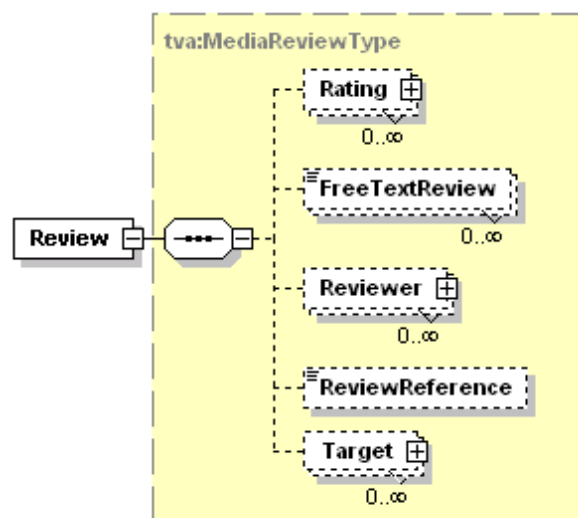 tva:MediaReviewType
Rating
0..∞
FreeTextReview
0..∞
Review
Reviewer
0..∞
ReviewReference
Target
0..∞